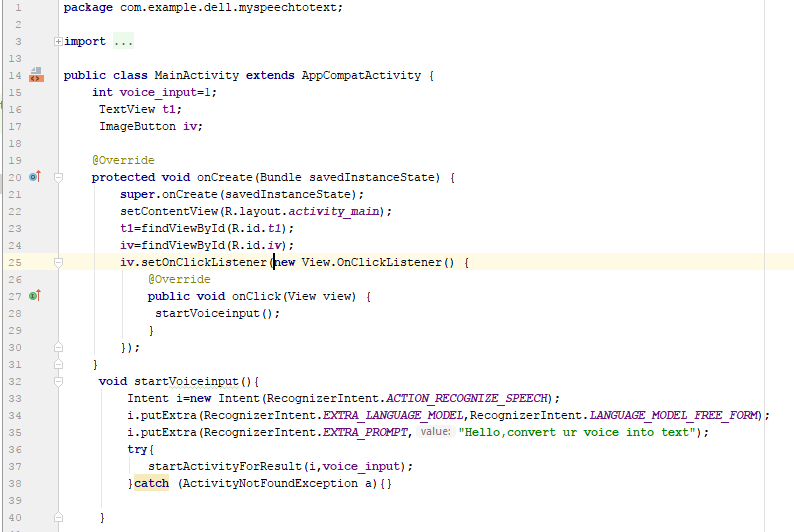 1 package com.example.dell.myspeechtotext;
2
3 import ...
13
14 public class MainActivity extends AppCompatActivity {
15 int voice_input=1;
16 TextView t1;
17 ImageButton iv;
18
19 @Override
20 protected void onCreate(Bundle savedInstanceState) {
21 super.onCreate(savedInstanceState);
22 setContentView(R.layout.activity_main);
23 t1=findViewById(R.id.t1);
24 iv=findViewById(R.id.iv);
25 iv.setOnClickListener(new View.OnClickListener() {
26 @Override
27 public void onClick(View view) {
28 startVoiceinput();
29 }
30 });
31 }
32 void startVoiceinput(){
33 Intent i=new Intent(RecognizerIntent.ACTION_RECOGNIZE_SPEECH);
34 i.putExtra(RecognizerIntent.EXTRA_LANGUAGE_MODEL,RecognizerIntent.LANGUAGE_MODEL_FREE_FORM);
35 i.putExtra(RecognizerIntent.EXTRA_PROMPT, value: "Hello,convert ur voice into text");
36 try{
37 startActivityForResult(i,voice_input);
38 }catch (ActivityNotFoundException a){}
39
40 }